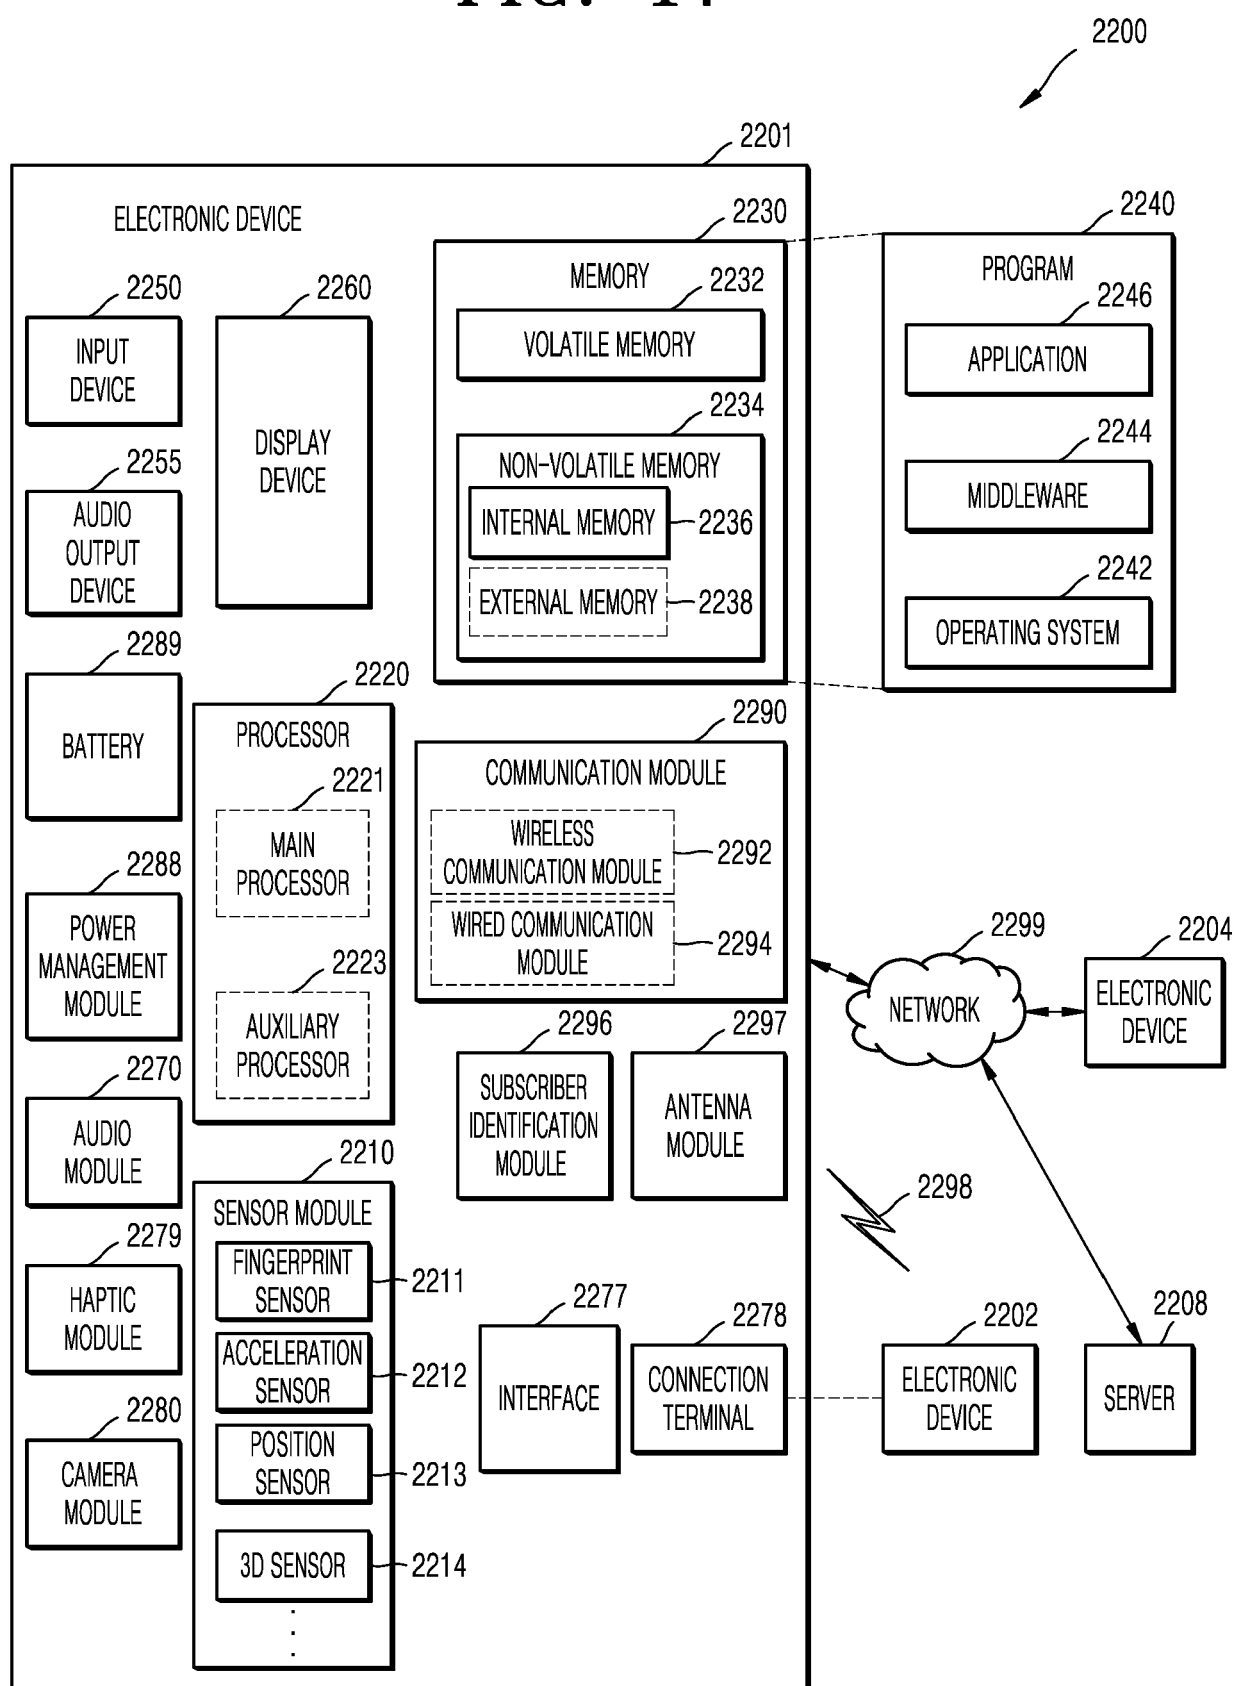 2200
2201
ELECTRONIC DEVICE
2250
INPUT
DEVICE
2260
DISPLAY
DEVICE
2255
AUDIO
OUTPUT
DEVICE
2230
MEMORY
2232
VOLATILE MEMORY
2234
NON-VOLATILE MEMORY
INTERNAL MEMORY
2236
EXTERNAL MEMORY
2238
2240
PROGRAM
2246
APPLICATION
2244
MIDDLEWARE
2242
OPERATING SYSTEM
2289
BATTERY
2220
PROCESSOR
2221
MAIN
PROCESSOR
2223
AUXILIARY
PROCESSOR
2290
COMMUNICATION MODULE
WIRELESS
COMMUNICATION MODULE
2292
WIRED COMMUNICATION
MODULE
2294
2288
POWER
MANAGEMENT
MODULE
2299
NETWORK
2204
ELECTRONIC
DEVICE
2296
SUBSCRIBER
IDENTIFICATION
MODULE
2297
ANTENNA
MODULE
2270
AUDIO
MODULE
2210
SENSOR MODULE
FINGERPRINT
SENSOR
2211
ACCELERATION
SENSOR
2212
POSITION
SENSOR
2213
3D SENSOR
2214
2298
2279
HAPTIC
MODULE
2277
INTERFACE
2278
CONNECTION
TERMINAL
2202
ELECTRONIC
DEVICE
2208
SERVER
2280
CAMERA
MODULE